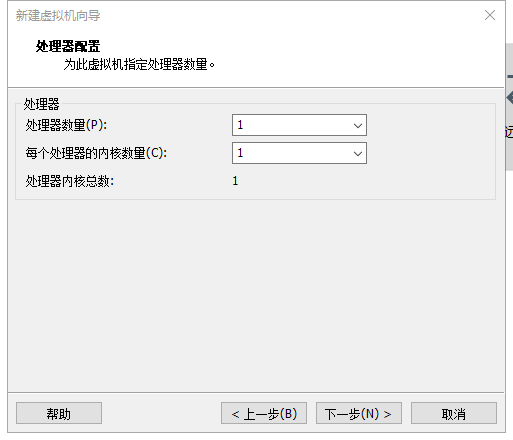 新建虚拟机向导
处理器配置
为此虚拟机指定处理器数量。
处理器
处理器数量(P): 1
每个处理器的内核数量(C): 1
处理器内核总数: 1
远
帮助 < 上一步(B) 下一步(N) > 取消